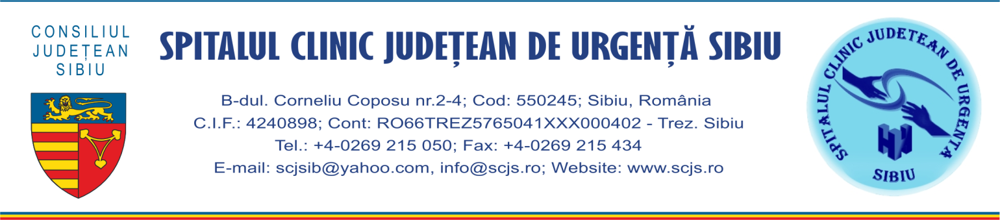 CONSILIUL
JUDEȚEAN
SIBIU
SPITALUL CLINIC JUDEȚEAN DE URGENȚĂ SIBIU
B-dul. Corneliu Coposu nr.2-4; Cod: 550245; Sibiu, România
C.I.F.: 4240898; Cont: RO66TREZ5765041XXX000402 - Trez. Sibiu
Tel.: +4-0269 215 050; Fax: +4-0269 215 434
E-mail: scjsib@yahoo.com, info@scjs.ro; Website: www.scjs.ro
SPITALUL CLINIC JUDETEAN DE URGENTA
SIBIU